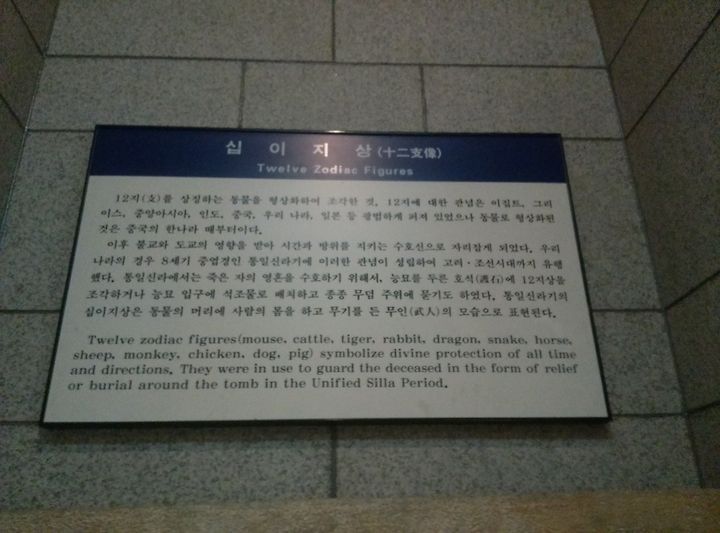 십이지상(十二支像)
Twelve Zodiac Figures
12지(支)를 상징하는 동물을 형상화하여 조각한 것, 12지에 대한 관념은 이집트, 그리
이스, 중앙아시아, 인도, 중국, 우리 나라, 일본 등 광범하게 퍼져 있었으나 동물로 형상화된
것은 중국의 한나라 때부터이다.
이후 불교와 도교의 영향을 받아 시간과 방위를 지키는 수호신으로 자리잡게 되었다. 우리
나라의 경우 8세기 중엽경인 통일신라기에 이러한 관념이 성립하여 고려·조선시대까지 유행
했다. 통일신라에서는 죽은 자의 영혼을 수호하기 위해서, 능묘를 두른 호석(護石)에 12지상을
조각하거나 능묘 입구에 석조물로 배치하고 종종 무덤 주위에 묻기도 하였다. 통일신라기의
십이지상은 동물의 머리에 사람의 몸을 하고 무기를 든 무인(武人)의 모습으로 표현된다.
Twelve zodiac figures(mouse, cattle, tiger, rabbit, dragon, snake, horse,
sheep, monkey, chicken, dog, pig) symbolize divine protection of all time
and directions. They were in use to guard the deceased in the form of relief
or burial around the tomb in the Unified Silla Period.